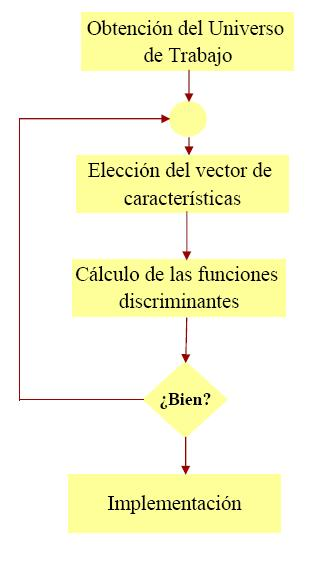 Obtención del Universo
de Trabajo
Elección del vector de
características
Cálculo de las funciones
discriminantes
¿Bien?
Implementación